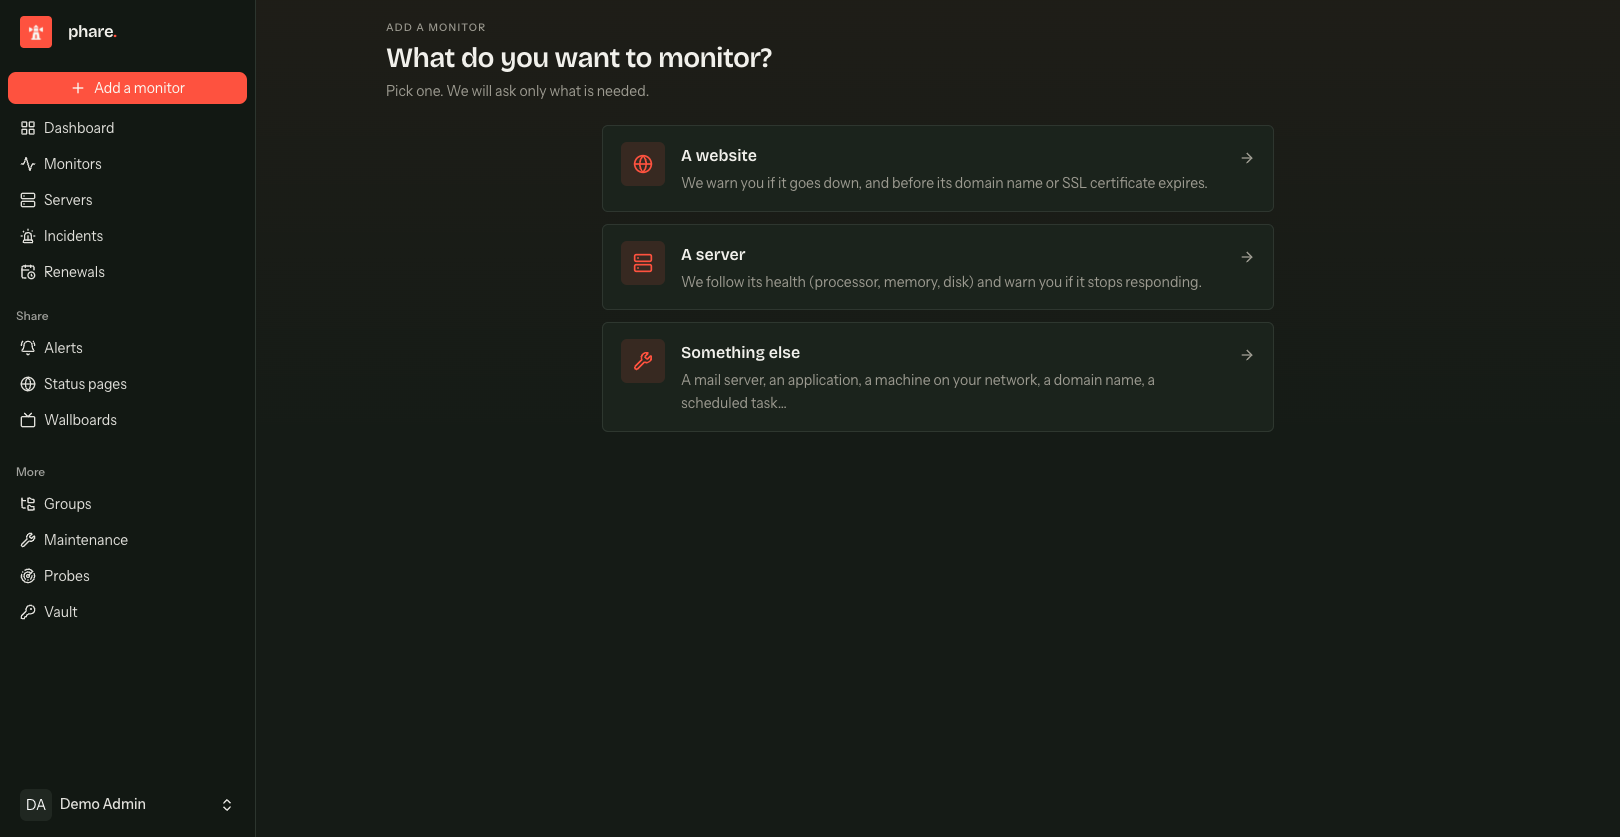 phare.
Add a monitor
Dashboard
Monitors
Servers
Incidents
Renewals
Share
Alerts
Status pages
Wallboards
More
Groups
Maintenance
Probes
Vault
DA
Demo Admin
ADD A MONITOR
What do you want to monitor?
Pick one. We will ask only what is needed.
A website
We warn you if it goes down, and before its domain name or SSL certificate expires.
A server
We follow its health (processor, memory, disk) and warn you if it stops responding.
Something else
A mail server, an application, a machine on your network, a domain name, a
scheduled task...